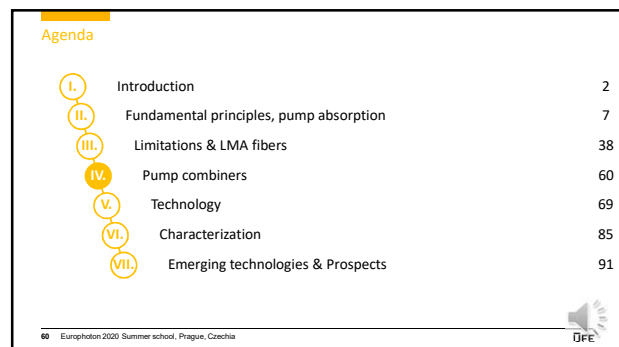 Agenda
I. Introduction 2
II. Fundamental principles, pump absorption 7
III. Limitations & LMA fibers 38
IV. Pump combiners 60
V. Technology 69
VI. Characterization 85
VII. Emerging technologies & Prospects 91
60 Europhoton 2020 Summer school, Prague, Czechia
ÚFE